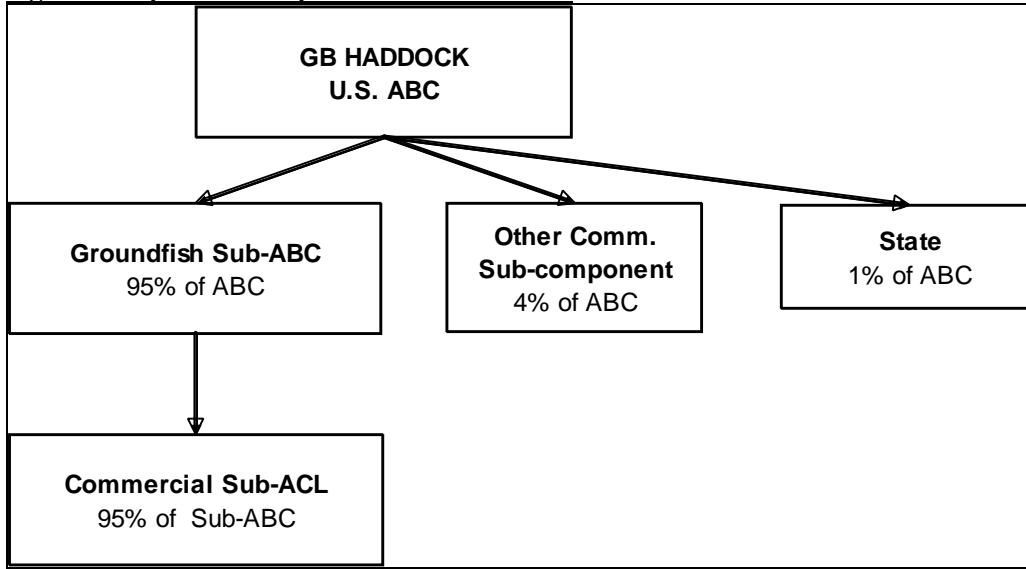 GB HADDOCK
U.S. ABC
Groundfish Sub-ABC
95% of ABC
Other Comm.
Sub-component
4% of ABC
State
1% of ABC
Commercial Sub-ACL
95% of Sub-ABC